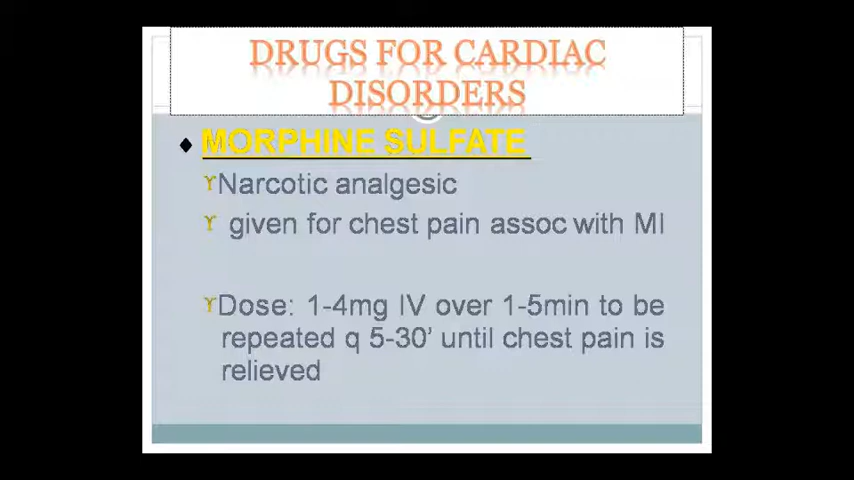 DRUGS FOR CARDIAC
DISORDERS
MORPHINE SULFATE
Narcotic analgesic
given for chest pain assoc with MI
Dose: 1-4mg IV over 1-5min to be
repeated q 5-30’ until chest pain is
relieved